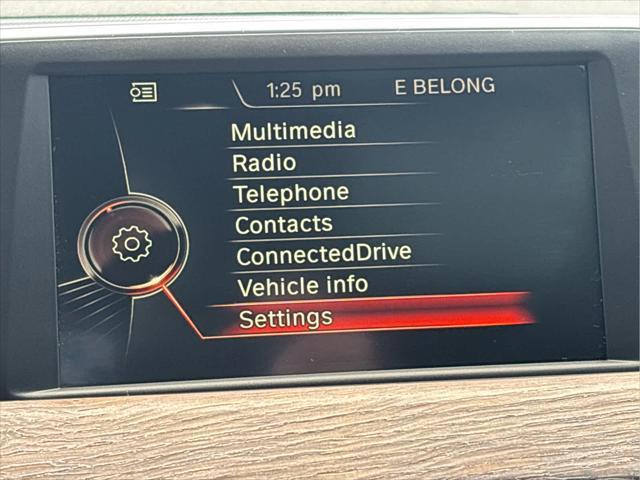 1:25 pm E BELONG
Multimedia
Radio
Telephone
Contacts
ConnectedDrive
Vehicle info
Settings